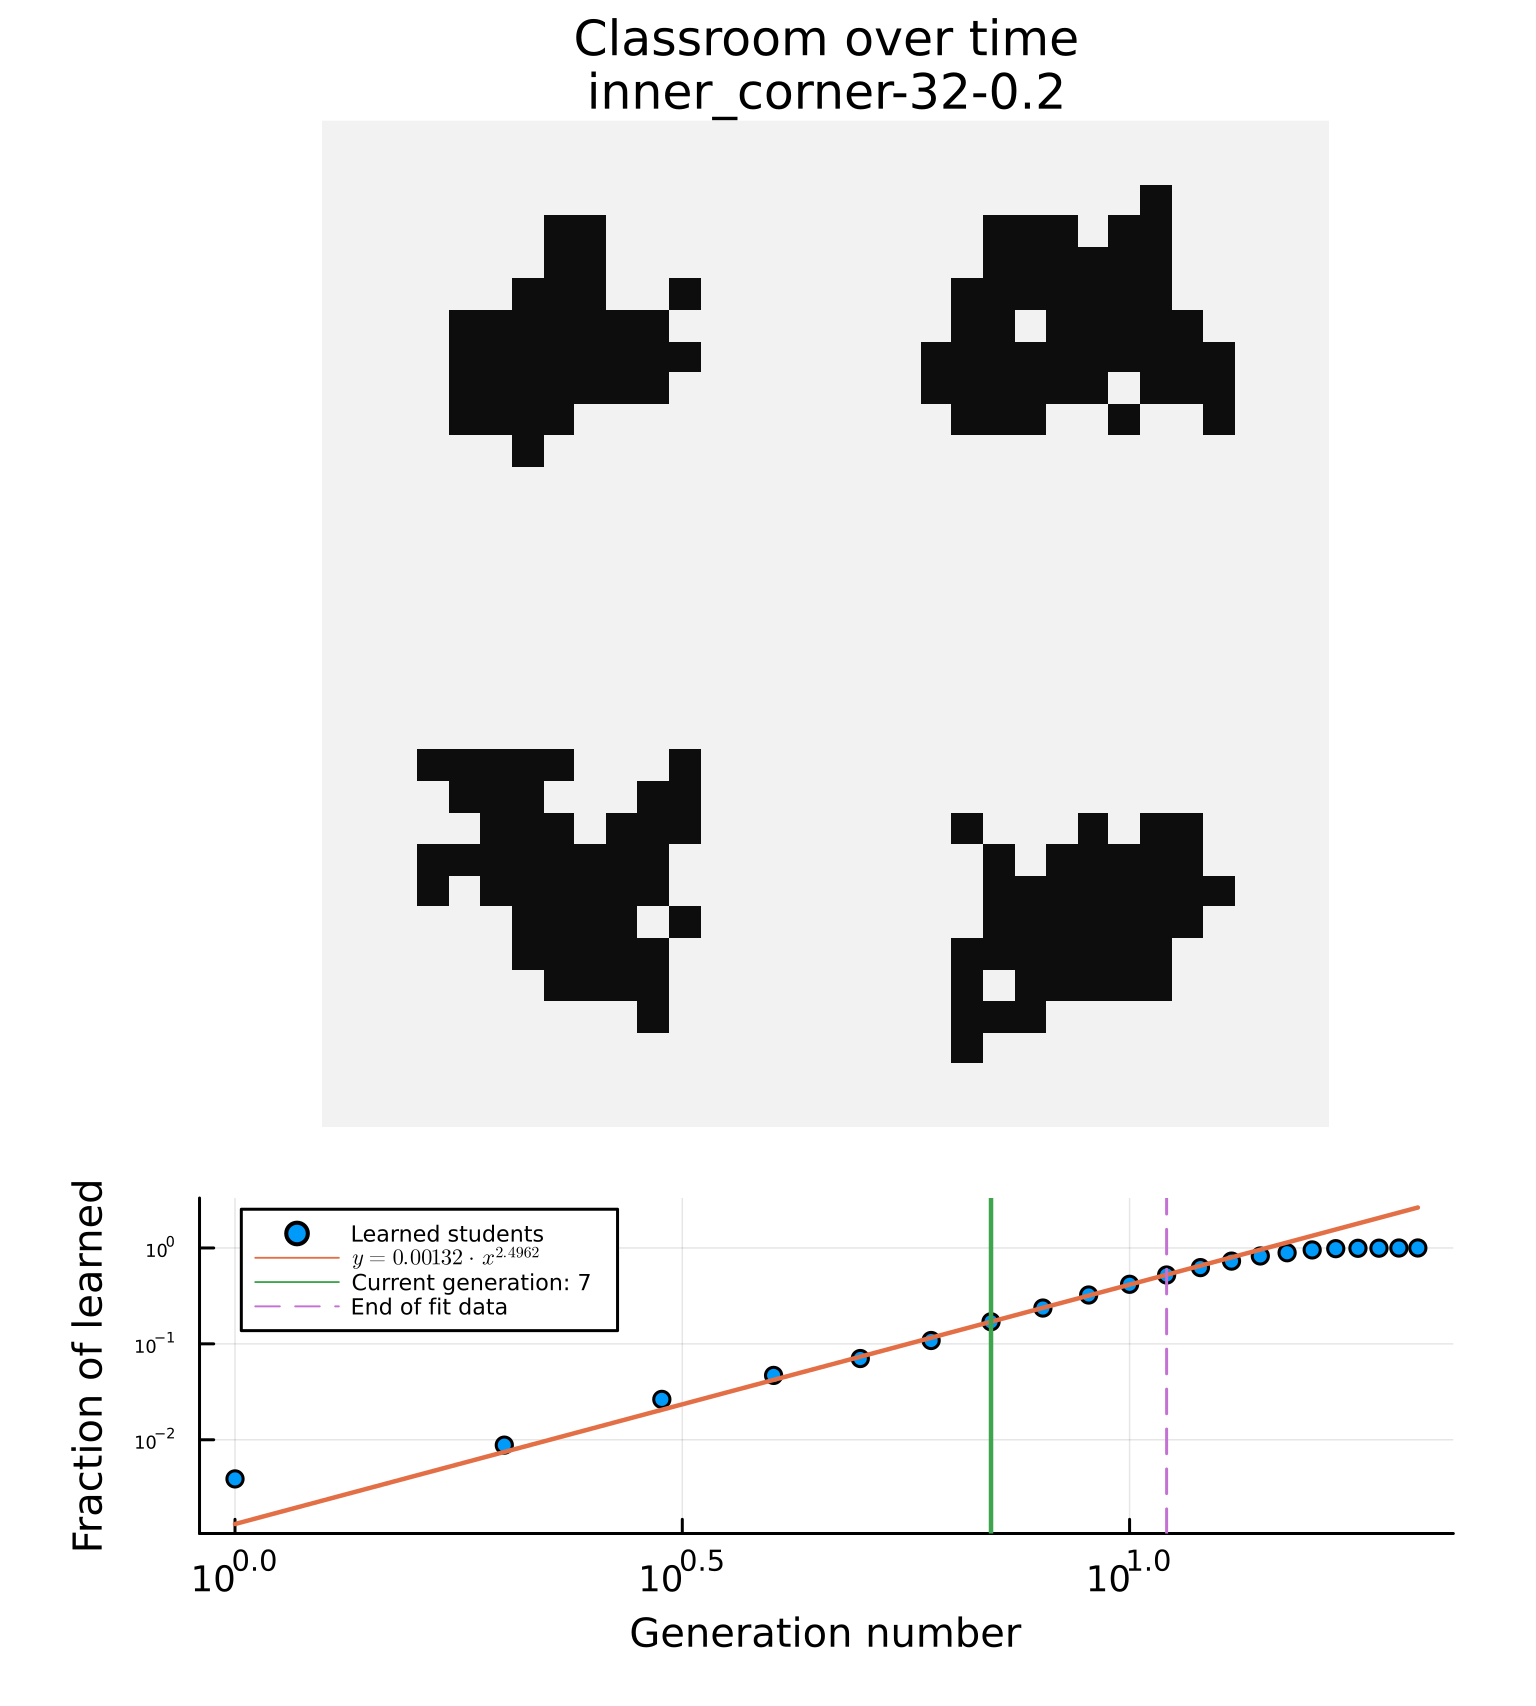 Classroom over time
inner_corner-32-0.2
Fraction of learned
10^0
10^-1
10^-2
Learned students
y = 0.00132 · x^2.4962
Current generation: 7
End of fit data
10^0.0
10^0.5
10^1.0
Generation number